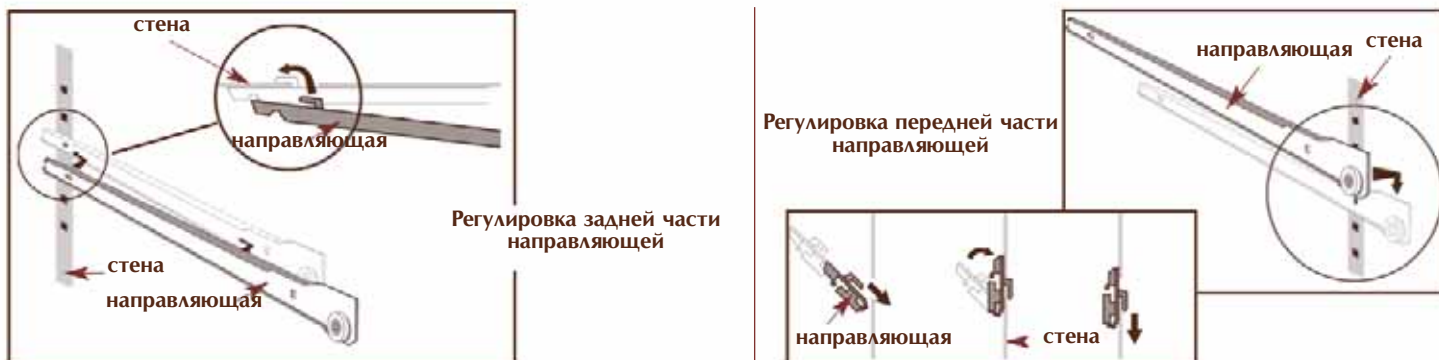 стена
направляющая
Регулировка задней части
направляющей
стена
направляющая
направляющая
стена
Регулировка передней части
направляющей
направляющая
стена